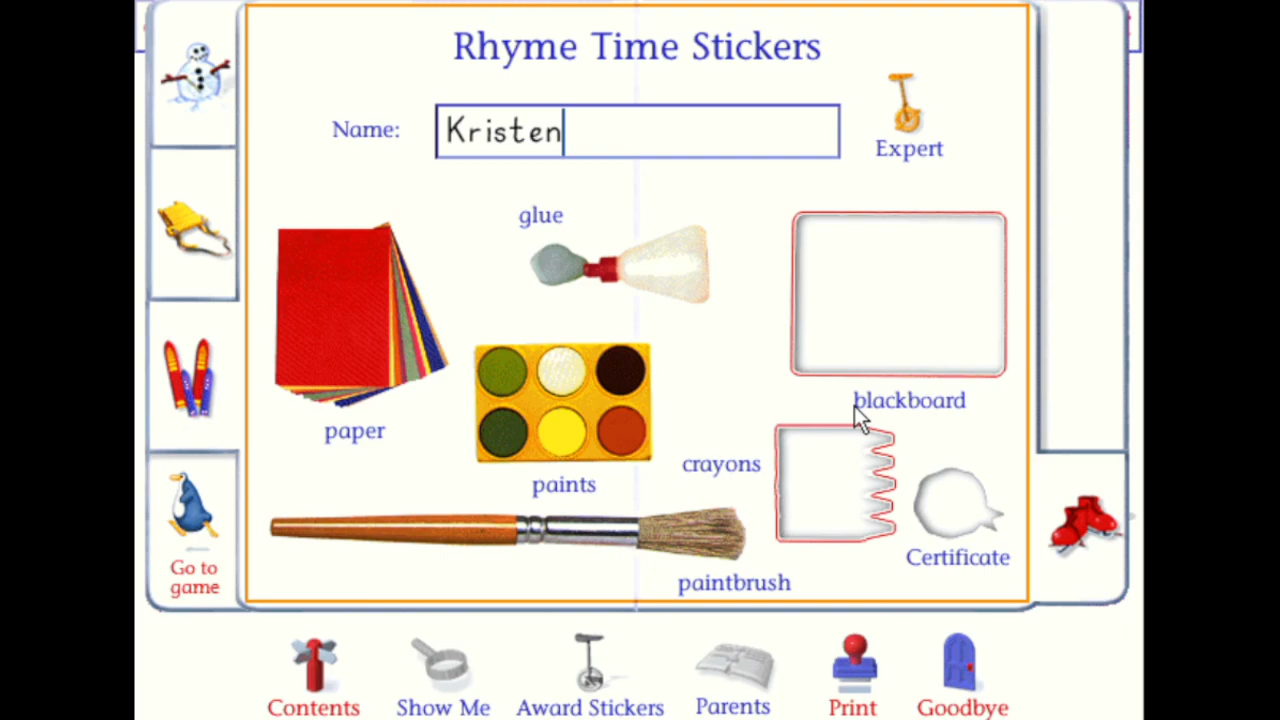 Rhyme Time Stickers
Name: Kristen
Expert
glue
paper
blackboard
crayons
paints
Certificate
paintbrush
Go to
game
Contents Show Me Award Stickers Parents Print Goodbye